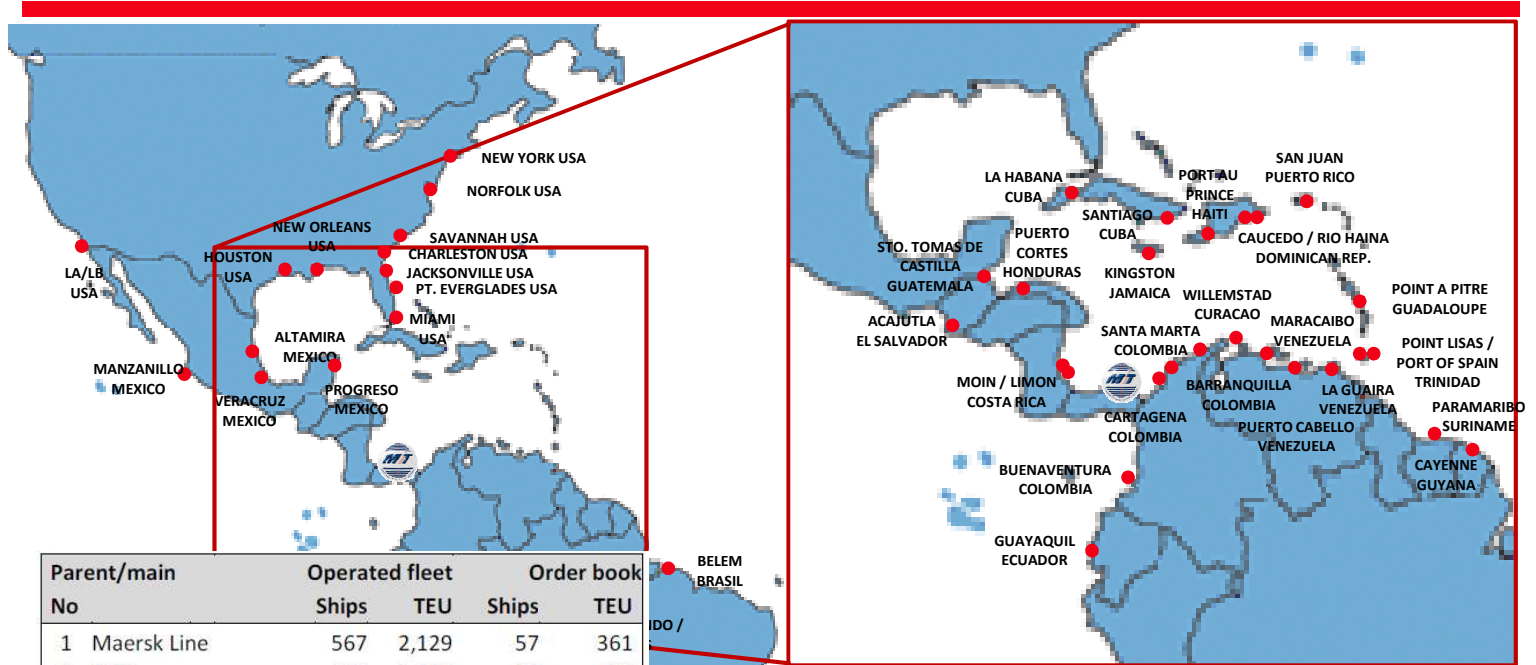 NEW YORK USA
NORFOLK USA
NEW ORLEANS
USA
SAVANNAH USA
CHARLESTON USA
HOUSTON
USA
JACKSONVILLE USA
LA/LB
USA
PT. EVERGLADES USA
MIAMI
USA
ALTAMIRA
MEXICO
MANZANILLO
MEXICO
PROGRESO
MEXICO
VERACRUZ
MEXICO
MT
BELEM
BRASIL
Parent/main Operated fleet Order book
No Ships TEU Ships TEU
1 Maersk Line 567 2,129 57 361
SAN JUAN
PUERTO RICO
LA HABANA
CUBA
PORT AU
PRINCE
HAITI
SANTIAGO
CUBA
PUERTO
CORTES
HONDURAS
STO. TOMAS DE
CASTILLA
GUATEMALA
CAUCEDO / RIO HAINA
DOMINICAN REP.
KINGSTON
JAMAICA
POINT A PITRE
GUADALOUPE
WILLEMSTAD
CURACAO
ACAJUTLA
EL SALVADOR
SANTA MARTA
COLOMBIA
MARACAIBO
VENEZUELA
POINT LISAS /
PORT OF SPAIN
TRINIDAD
MOIN / LIMON
COSTA RICA
MT
BARRANQUILLA
COLOMBIA
LA GUAIRA
VENEZUELA
CARTAGENA
COLOMBIA
PUERTO CABELLO
VENEZUELA
PARAMARIBO
SURINAME
CAYENNE
GUYANA
BUENAVENTURA
COLOMBIA
GUAYAQUIL
ECUADOR